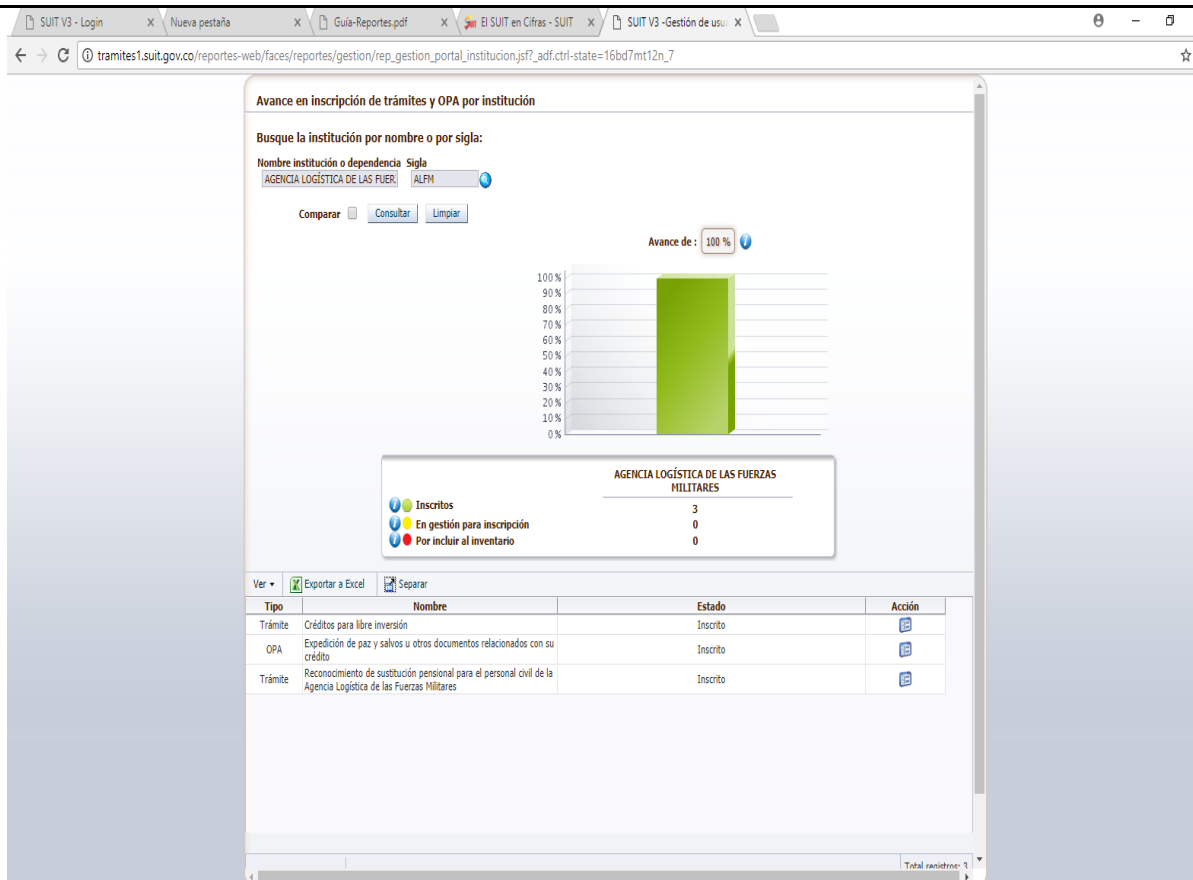 SUIT V3 - Login
Nueva pestaña
Guía-Reportes.pdf
El SUIT en Cifras - SUIT
SUIT V3 -Gestión de usu
tramites1.suit.gov.co/reportes-web/faces/reportes/gestion/rep_gestion_portal_institucion.jsf?_adf.ctrl-state=16bd7mt12n_7
Avance en inscripción de trámites y OPA por institución
Busque la institución por nombre o por sigla:
Nombre institución o dependencia Sigla
AGENCIA LOGÍSTICA DE LAS FUER. ALFM
Comparar Consultar Limpiar
Avance de : 100 %
100 %
90 %
80 %
70 %
60 %
50 %
40 %
30 %
20 %
10 %
0 %
AGENCIA LOGÍSTICA DE LAS FUERZAS
MILITARES
Inscritos 3
En gestión para inscripción 0
Por incluir al inventario 0
Ver Exportar a Excel Separar
Tipo Nombre Estado Acción
Trámite Créditos para libre inversión Inscrito
OPA Expedición de paz y salvos u otros documentos relacionados con su
crédito Inscrito
Trámite Reconocimiento de sustitución pensional para el personal civil de la
Agencia Logística de las Fuerzas Militares Inscrito
Total registros: 3